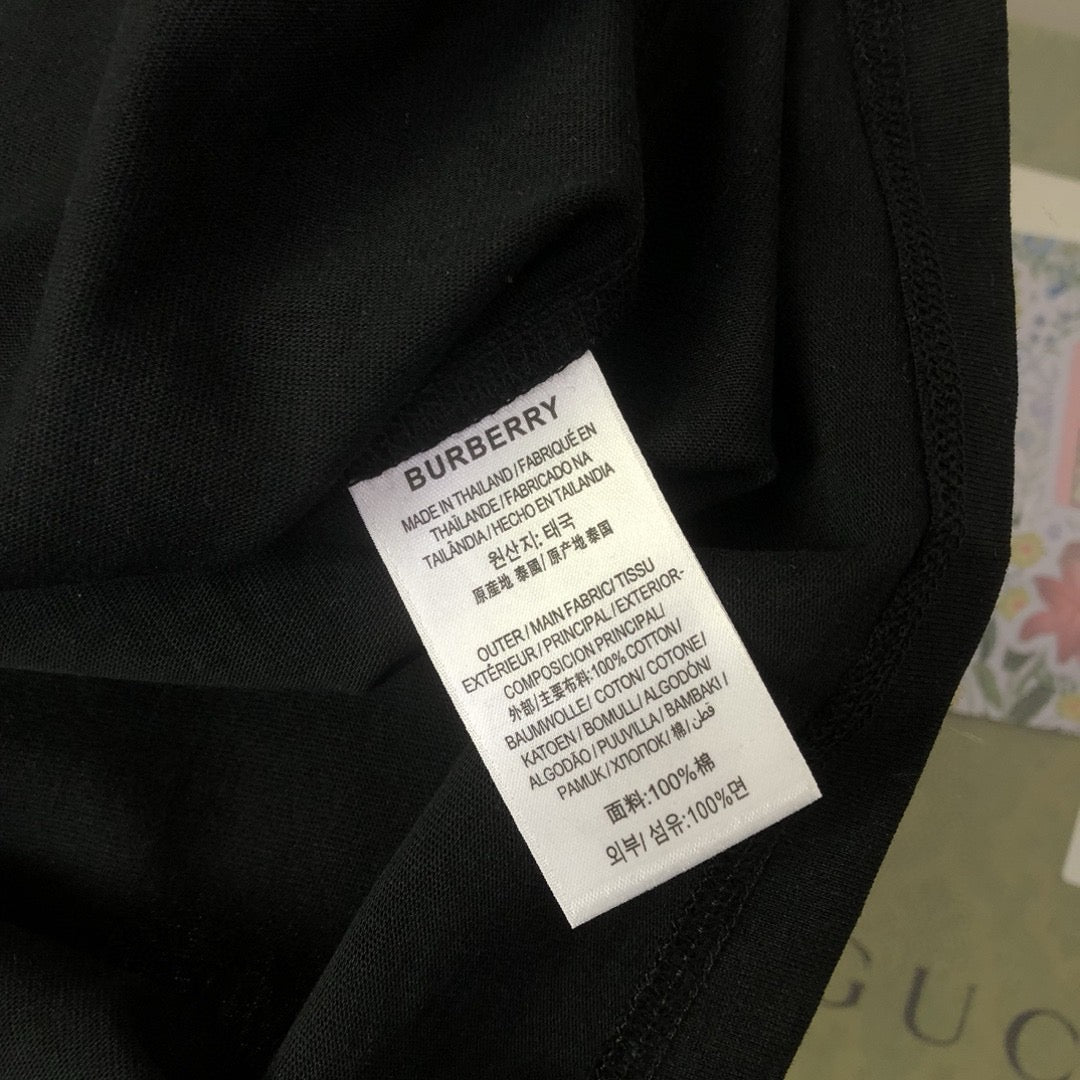 BURBERRY
MADE IN THAILAND / FABRIQUÉ EN
THAÏLANDE / FABRICADO NA
TAILÂNDIA / HECHO EN TAILANDIA
원산지: 태국
原産地 泰國 / 原产地 泰国
OUTER / MAIN FABRIC/ TISSU
EXTÉRIEUR / PRINCIPAL / EXTERIOR-
COMPOSICION PRINCIPAL/
外部/主要布料:100% COTTON/
BAUMWOLLE/ COTON/ COTONE/
KATOEN / BOMULL / ALGODÓN/
ALGODÃO / PUUVILLA / BAMBAKI /
PAMUK / ХЛОПОК/ 棉/ قطن
面料:100%棉
외부/ 섬유:100%면
GUC